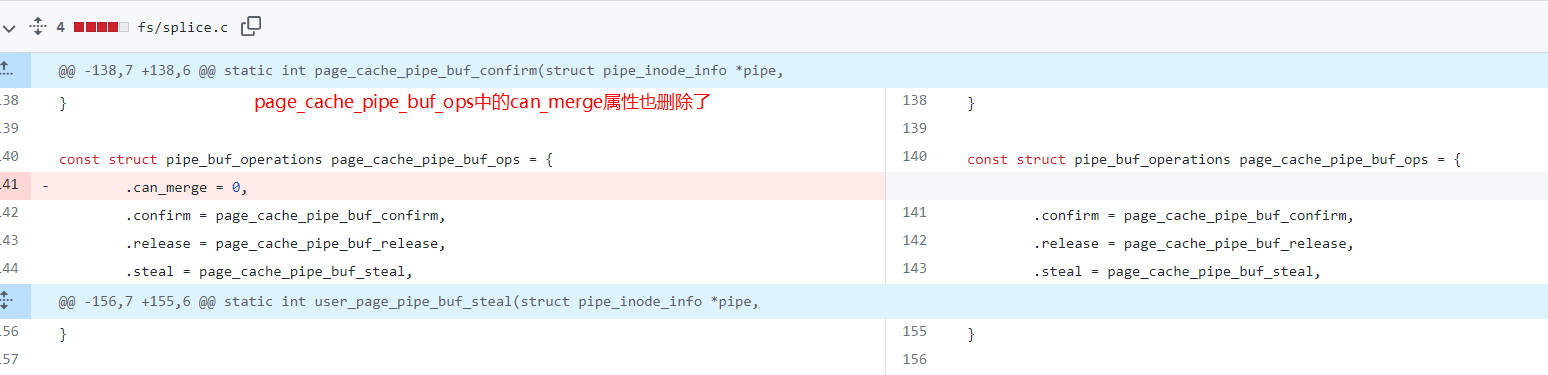 4 fs/splice.c
@@ -138,7 +138,6 @@ static int page_cache_pipe_buf_confirm(struct pipe_inode_info *pipe,
138 } page_cache_pipe_buf_ops中的can_merge属性也删除了 138 }
139 139
140 const struct pipe_buf_operations page_cache_pipe_buf_ops = { 140 const struct pipe_buf_operations page_cache_pipe_buf_ops = {
141 - .can_merge = 0,
142 .confirm = page_cache_pipe_buf_confirm, 141 .confirm = page_cache_pipe_buf_confirm,
143 .release = page_cache_pipe_buf_release, 142 .release = page_cache_pipe_buf_release,
144 .steal = page_cache_pipe_buf_steal, 143 .steal = page_cache_pipe_buf_steal,
@@ -156,7 +155,6 @@ static int user_page_pipe_buf_steal(struct pipe_inode_info *pipe,
156 } 155 }
157 156